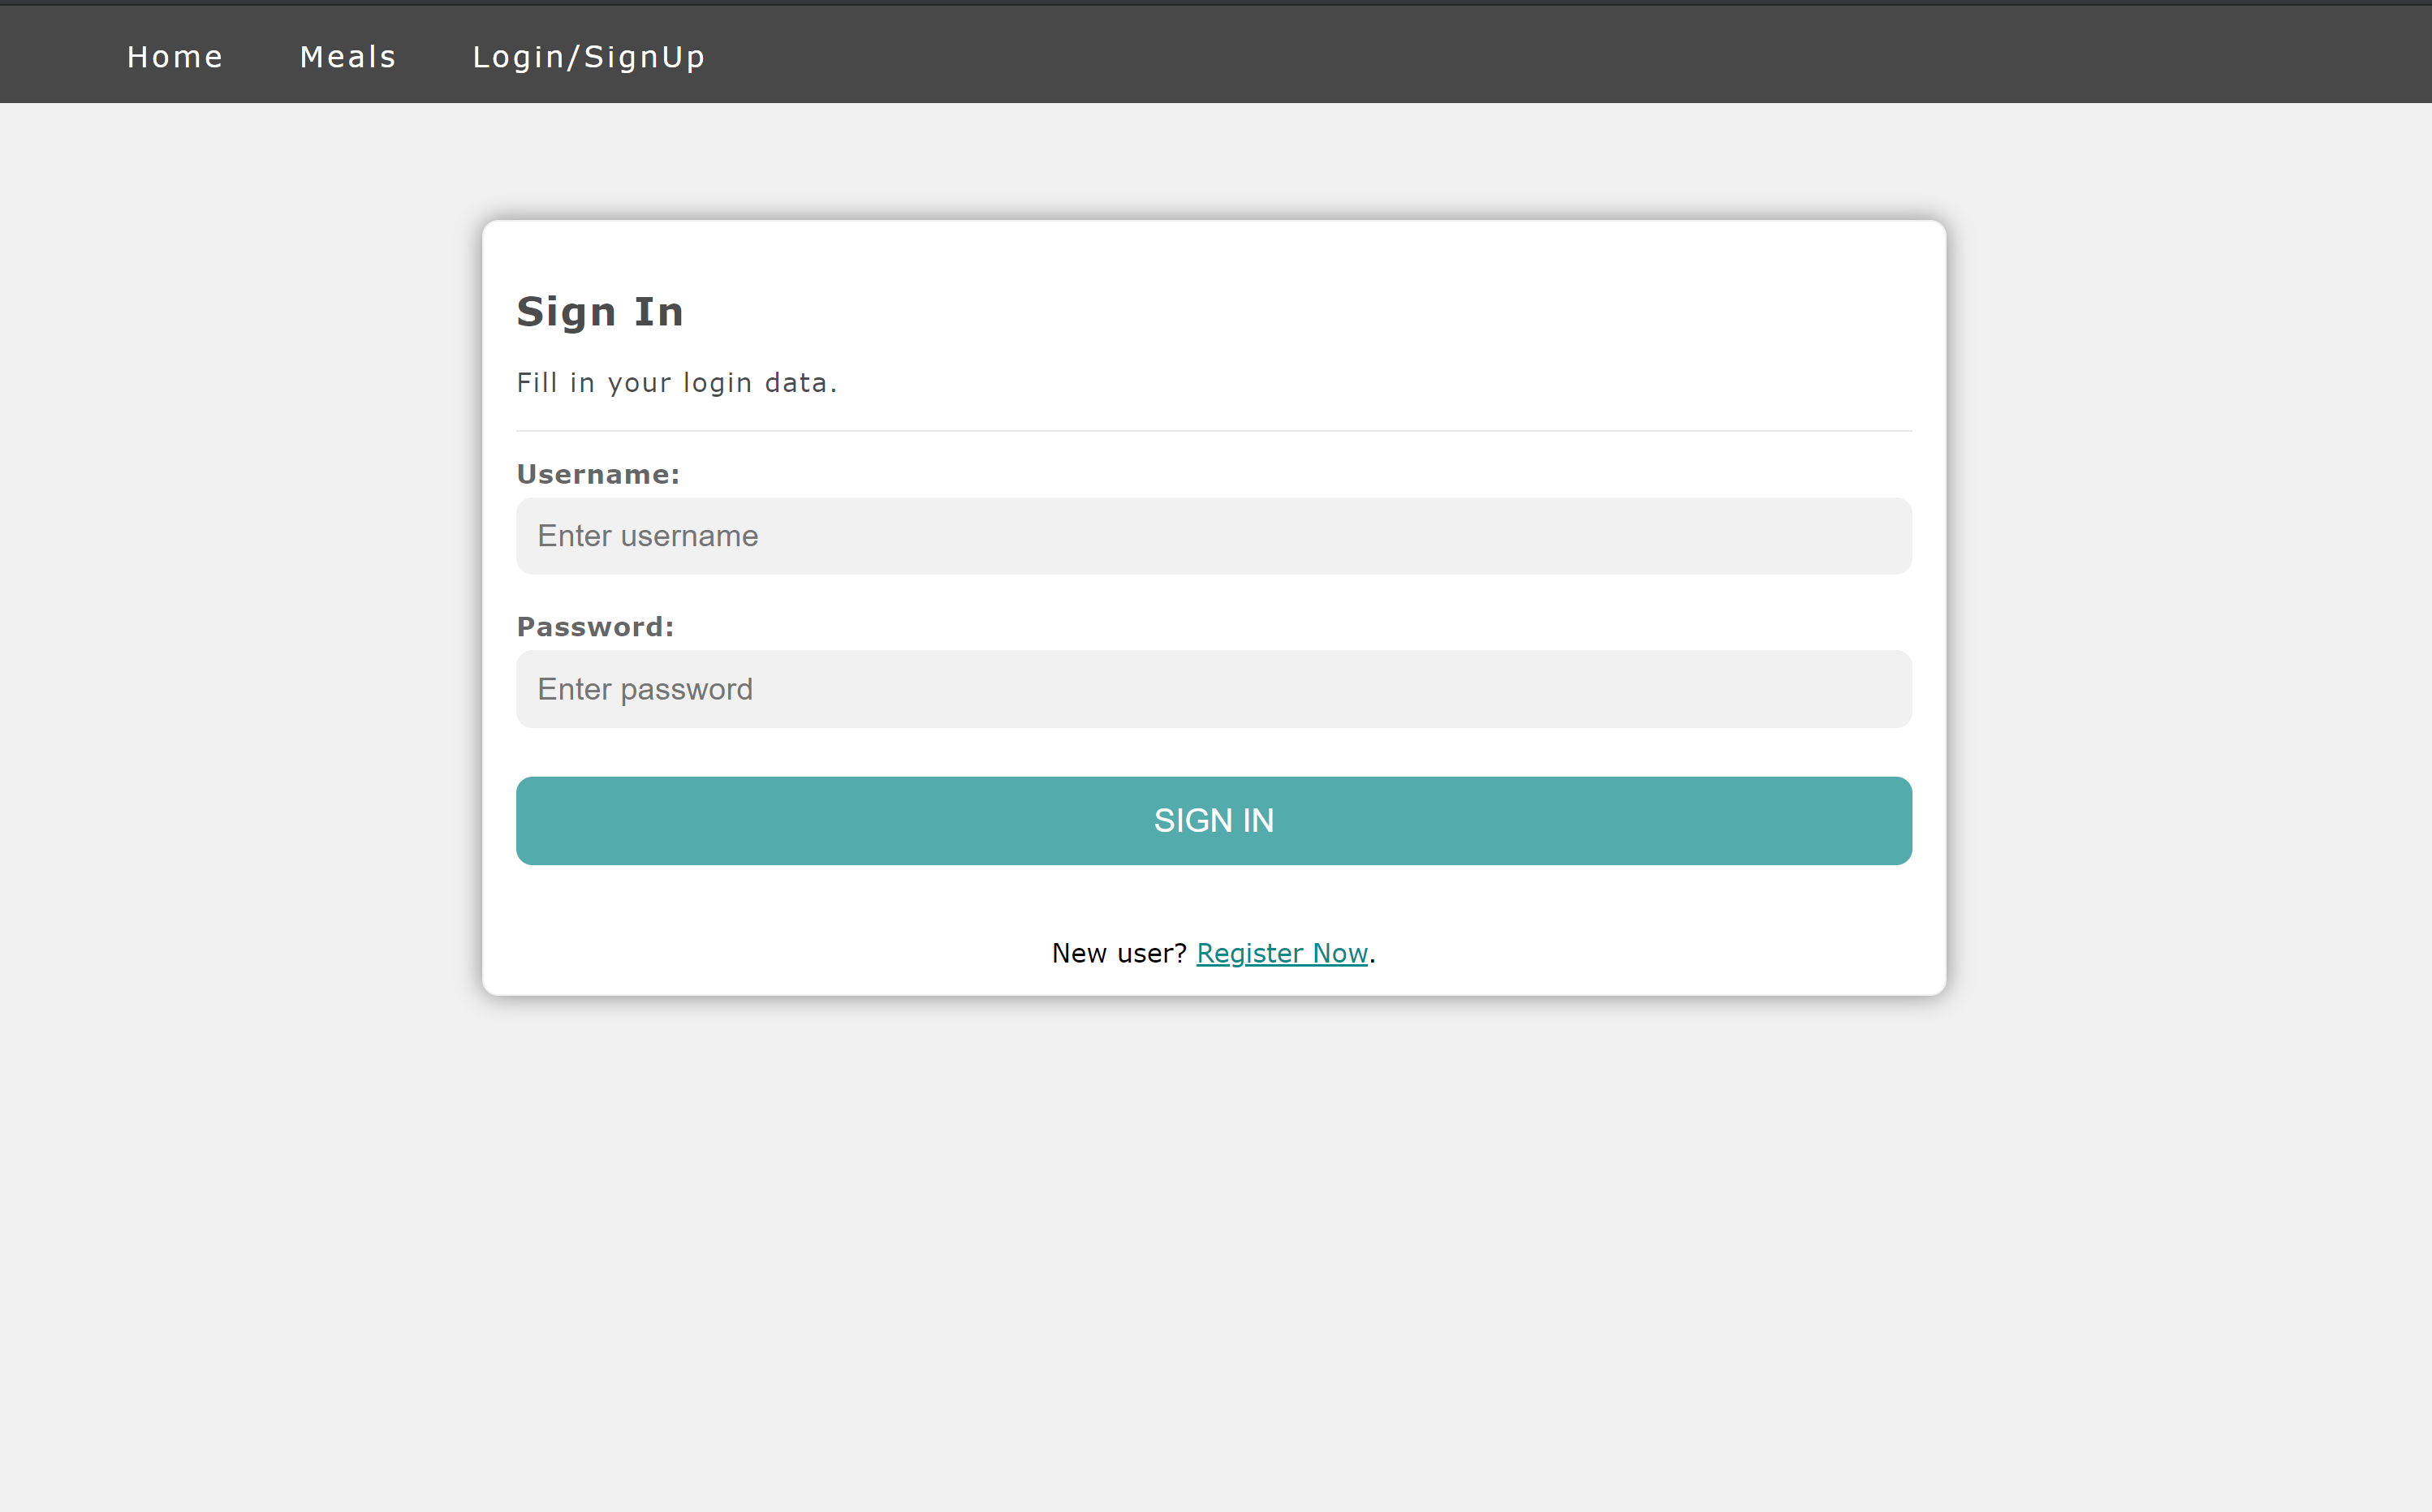 Home Meals Login/SignUp
Sign In
Fill in your login data.
Username:
Enter username
Password:
Enter password
SIGN IN
New user? Register Now.